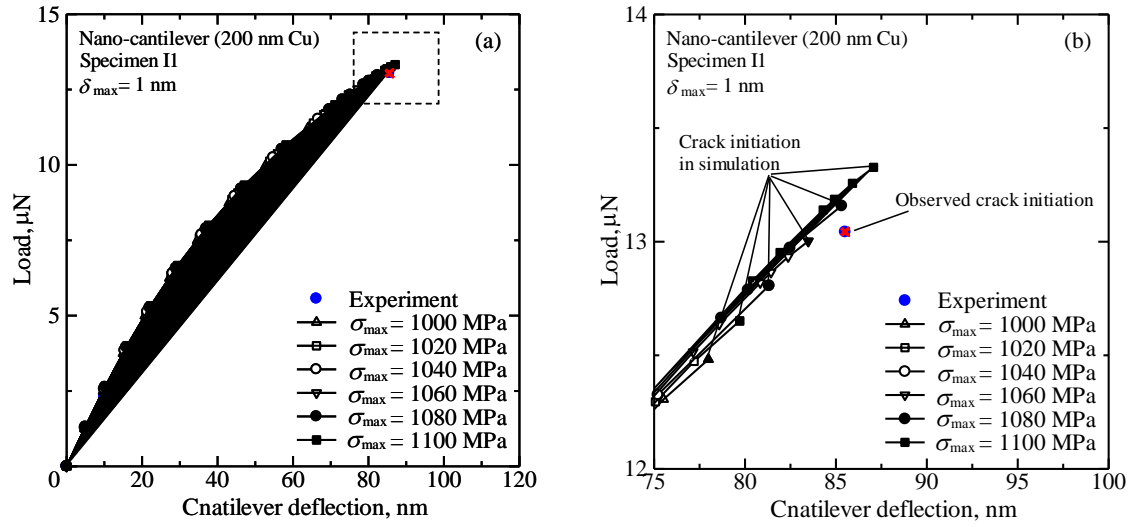 Nano-cantilever (200 nm Cu)
(a)
Specimen I1
δmax= 1 nm
Load, μN
15
10
5
0
0
20
40
60
80
100
120
Cnatilever deflection, nm
Experiment
σmax= 1000 MPa
σmax= 1020 MPa
σmax= 1040 MPa
σmax= 1060 MPa
σmax= 1080 MPa
σmax= 1100 MPa
Nano-cantilever (200 nm Cu)
(b)
Specimen I1
δmax= 1 nm
Crack initiation
in simulation
Observed crack initiation
Load, μN
14
13
12
75
80
85
90
95
100
Cnatilever deflection, nm
Experiment
σmax= 1000 MPa
σmax= 1020 MPa
σmax= 1040 MPa
σmax= 1060 MPa
σmax= 1080 MPa
σmax= 1100 MPa